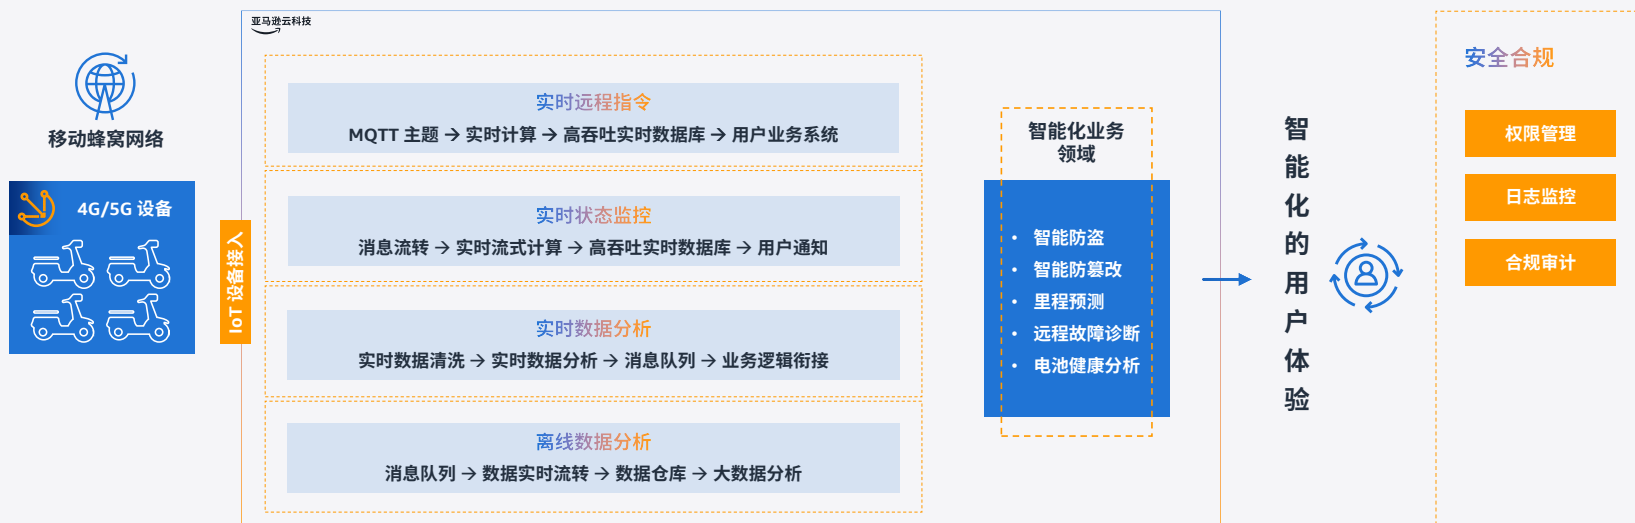 亚马逊云科技
移动蜂窝网络
4G/5G 设备
IoT 设备接入
实时远程指令
MQTT 主题 → 实时计算 → 高吞吐实时数据库 → 用户业务系统
实时状态监控
消息流转 → 实时流式计算 → 高吞吐实时数据库 → 用户通知
实时数据分析
实时数据清洗 → 实时数据分析 → 消息队列 → 业务逻辑衔接
离线数据分析
消息队列 → 数据实时流转 → 数据仓库 → 大数据分析
智能化业务
领域
• 智能防盗
• 智能防篡改
• 里程预测
• 远程故障诊断
• 电池健康分析
智能化的用户体验
安全合规
权限管理
日志监控
合规审计